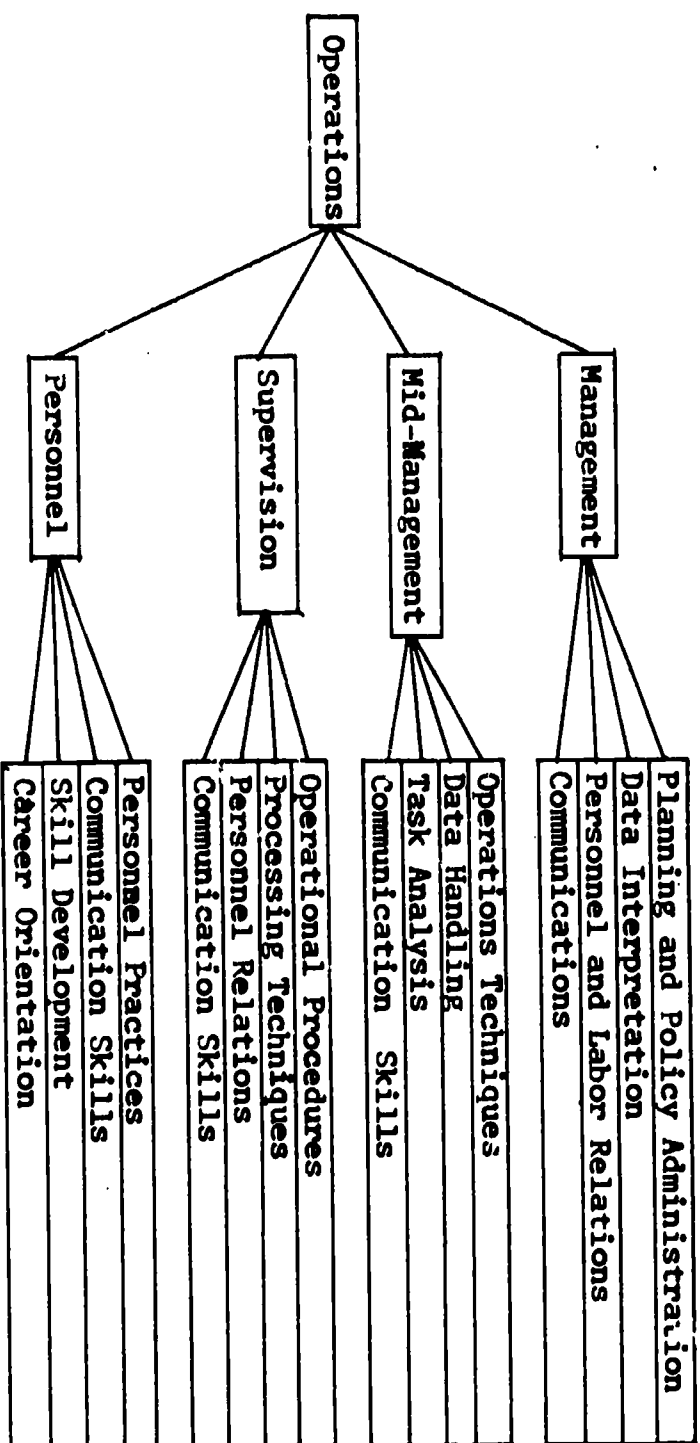 Operations
Management
Planning and Policy Administration
Data Interpretation
Personnel and Labor Relations
Communications
Mid-Management
Operations Techniques
Data Handling
Task Analysis
Communication Skills
Supervision
Operational Procedures
Processing Techniques
Personnel Relations
Communication Skills
Personnel
Personnel Practices
Communication Skills
Skill Development
Career Orientation